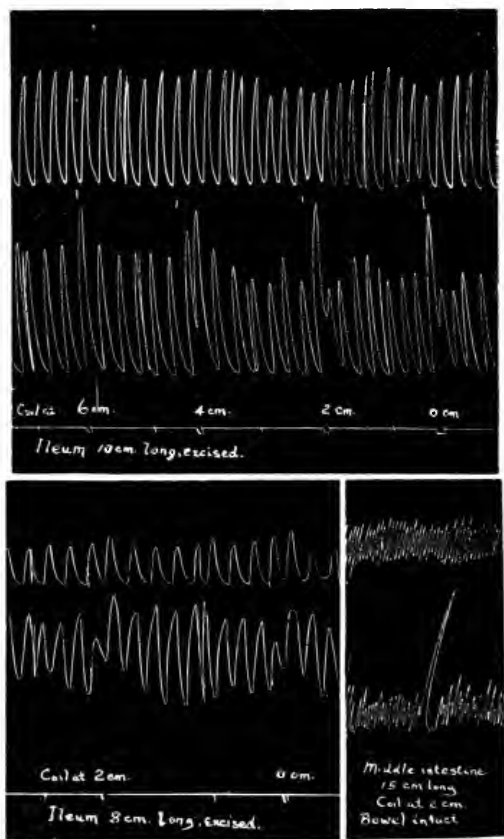 Coil at 6 cm. 4 cm. 2 cm. 0 cm
Ileum 10 cm. long, excised.
Coil at 2 cm. 0 cm.
Ileum 8 cm. long, excised.
Middle intestine
15 cm long
Coil at cm.
Bowel intact